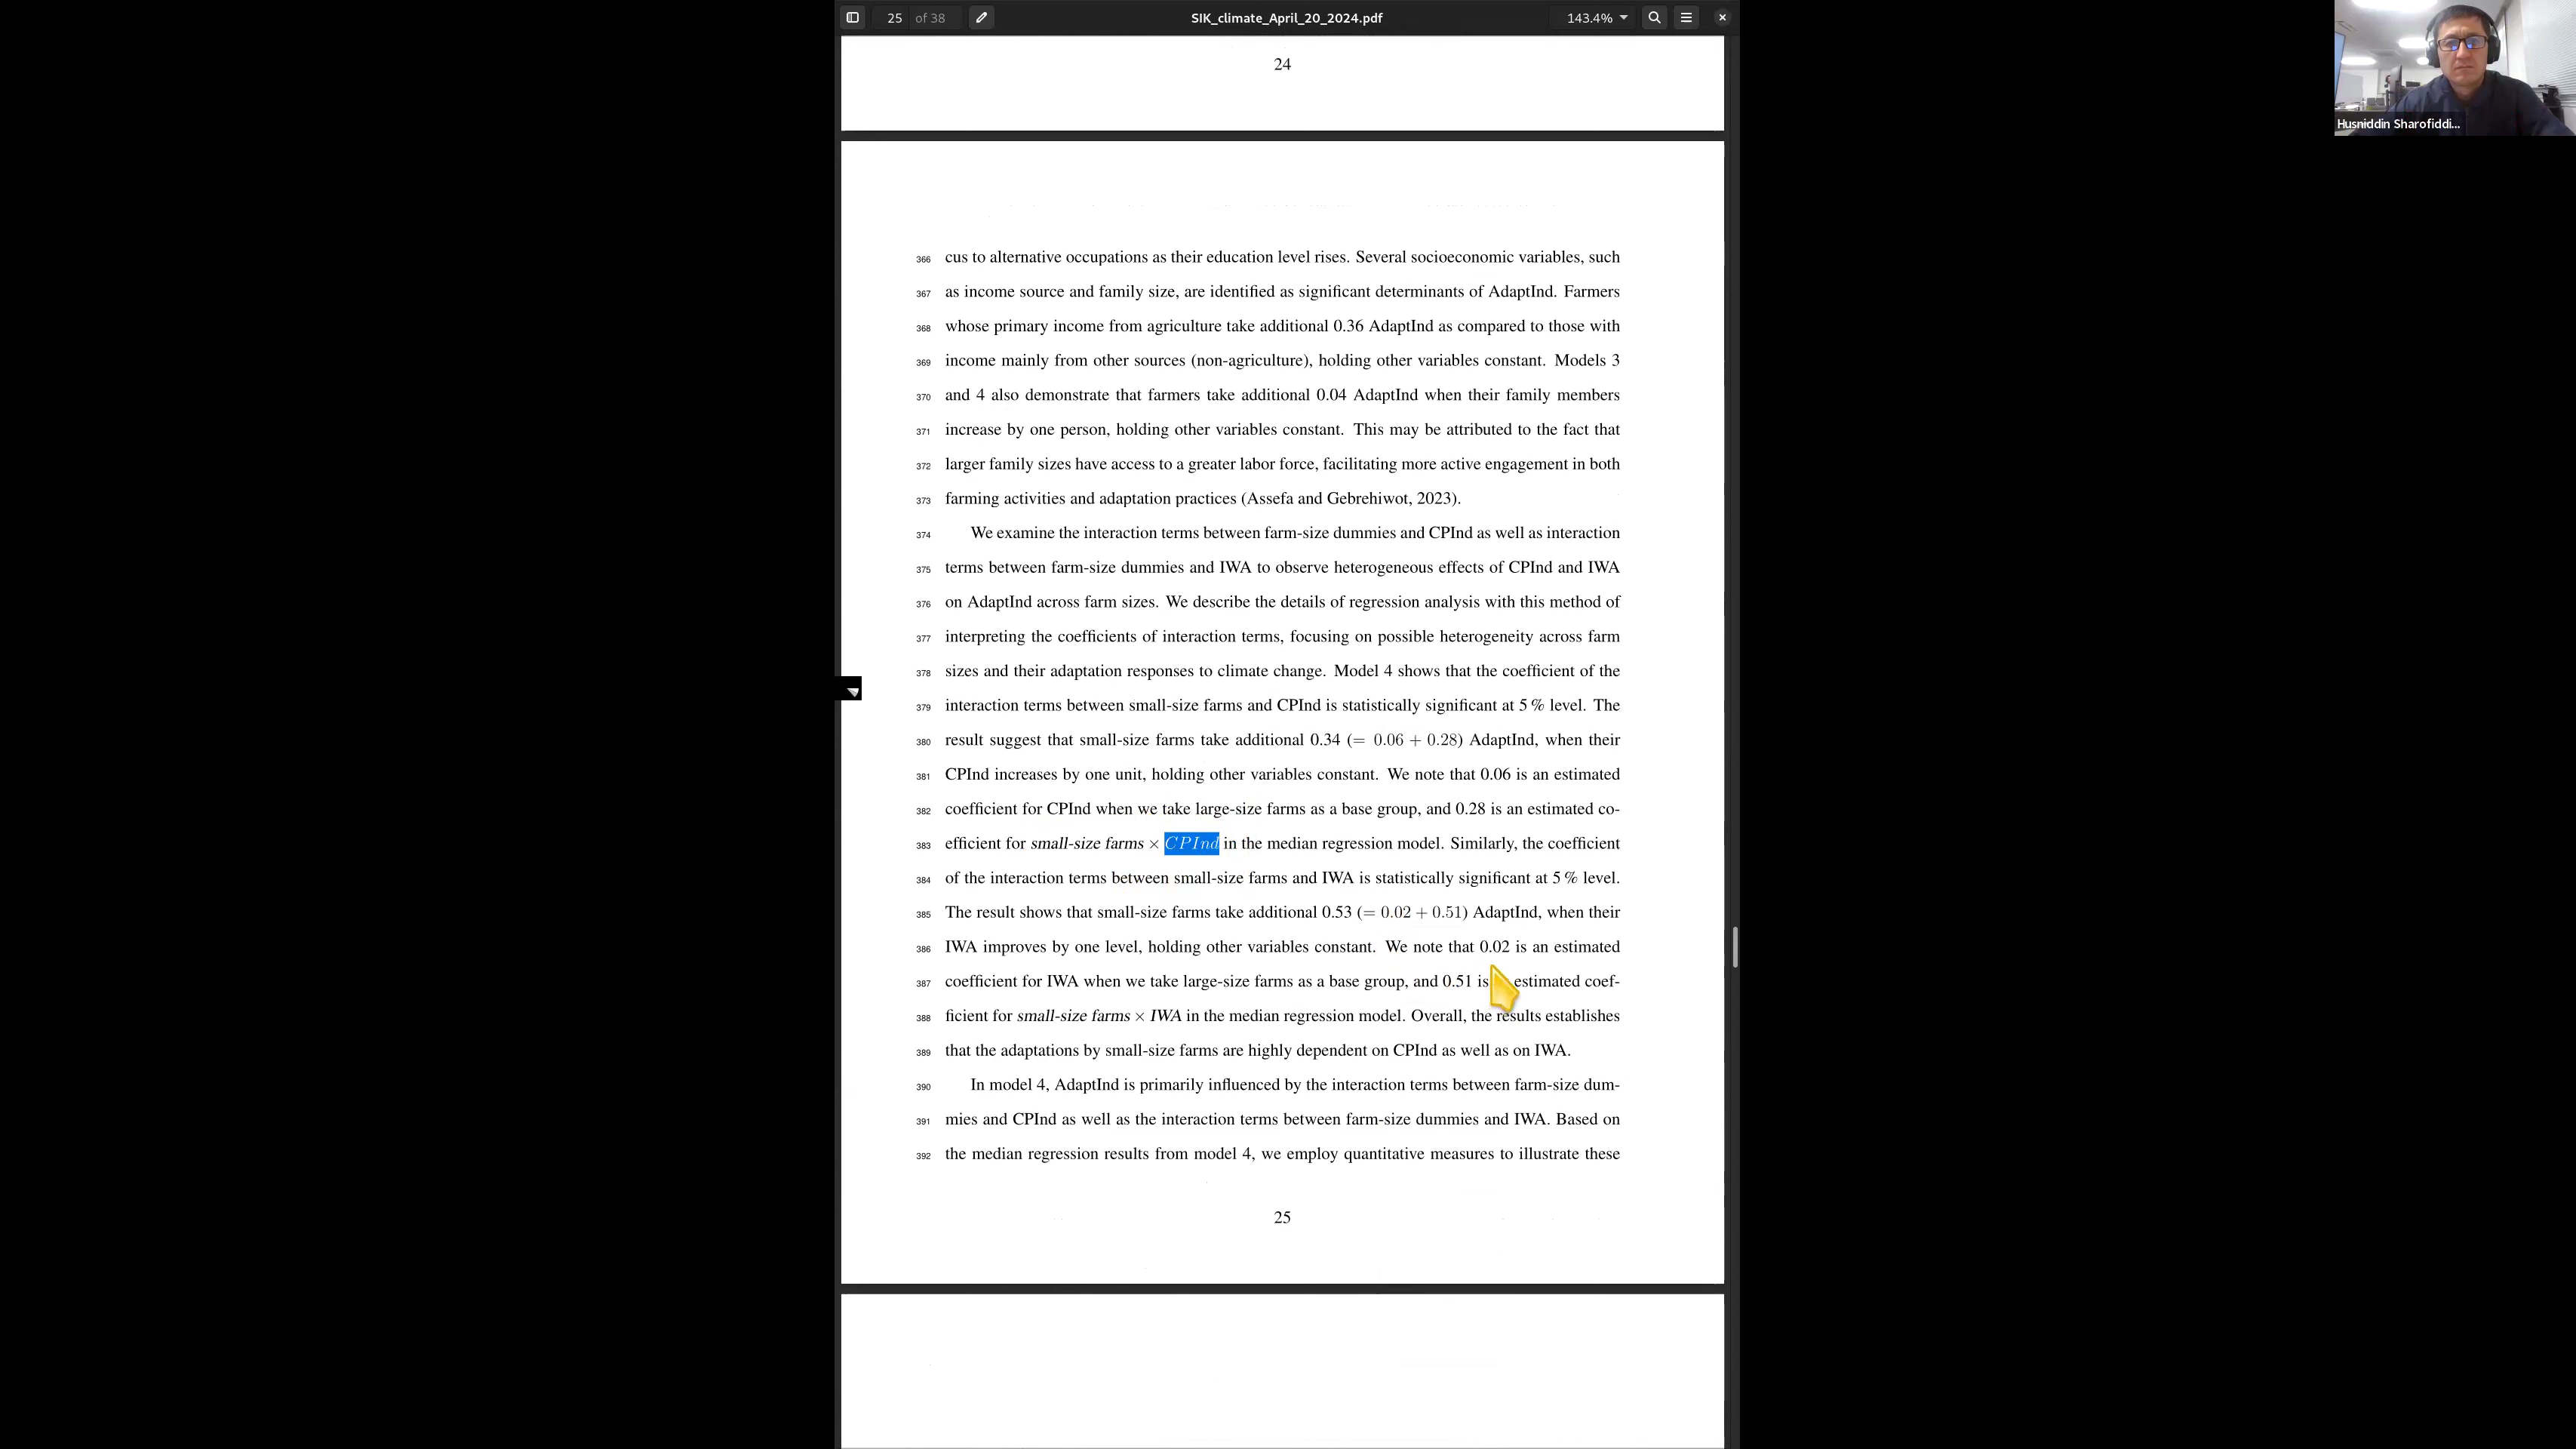 25 of 38
SIK_climate_April_20_2024.pdf
143.4%
Husniddin Sharofiddi...
24
366 cus to alternative occupations as their education level rises. Several socioeconomic variables, such
367 as income source and family size, are identified as significant determinants of AdaptInd. Farmers
368 whose primary income from agriculture take additional 0.36 AdaptInd as compared to those with
369 income mainly from other sources (non-agriculture), holding other variables constant. Models 3
370 and 4 also demonstrate that farmers take additional 0.04 AdaptInd when their family members
371 increase by one person, holding other variables constant. This may be attributed to the fact that
372 larger family sizes have access to a greater labor force, facilitating more active engagement in both
373 farming activities and adaptation practices (Assefa and Gebrehiwot, 2023).
374 We examine the interaction terms between farm-size dummies and CPInd as well as interaction
375 terms between farm-size dummies and IWA to observe heterogeneous effects of CPInd and IWA
376 on AdaptInd across farm sizes. We describe the details of regression analysis with this method of
377 interpreting the coefficients of interaction terms, focusing on possible heterogeneity across farm
378 sizes and their adaptation responses to climate change. Model 4 shows that the coefficient of the
379 interaction terms between small-size farms and CPInd is statistically significant at 5 % level. The
380 result suggest that small-size farms take additional 0.34 (= 0.06 + 0.28) AdaptInd, when their
381 CPInd increases by one unit, holding other variables constant. We note that 0.06 is an estimated
382 coefficient for CPInd when we take large-size farms as a base group, and 0.28 is an estimated co-
383 efficient for small-size farms × CPInd in the median regression model. Similarly, the coefficient
384 of the interaction terms between small-size farms and IWA is statistically significant at 5 % level.
385 The result shows that small-size farms take additional 0.53 (= 0.02 + 0.51) AdaptInd, when their
386 IWA improves by one level, holding other variables constant. We note that 0.02 is an estimated
387 coefficient for IWA when we take large-size farms as a base group, and 0.51 is estimated coef-
388 ficient for small-size farms × IWA in the median regression model. Overall, the results establishes
389 that the adaptations by small-size farms are highly dependent on CPInd as well as on IWA.
390 In model 4, AdaptInd is primarily influenced by the interaction terms between farm-size dum-
391 mies and CPInd as well as the interaction terms between farm-size dummies and IWA. Based on
392 the median regression results from model 4, we employ quantitative measures to illustrate these
25